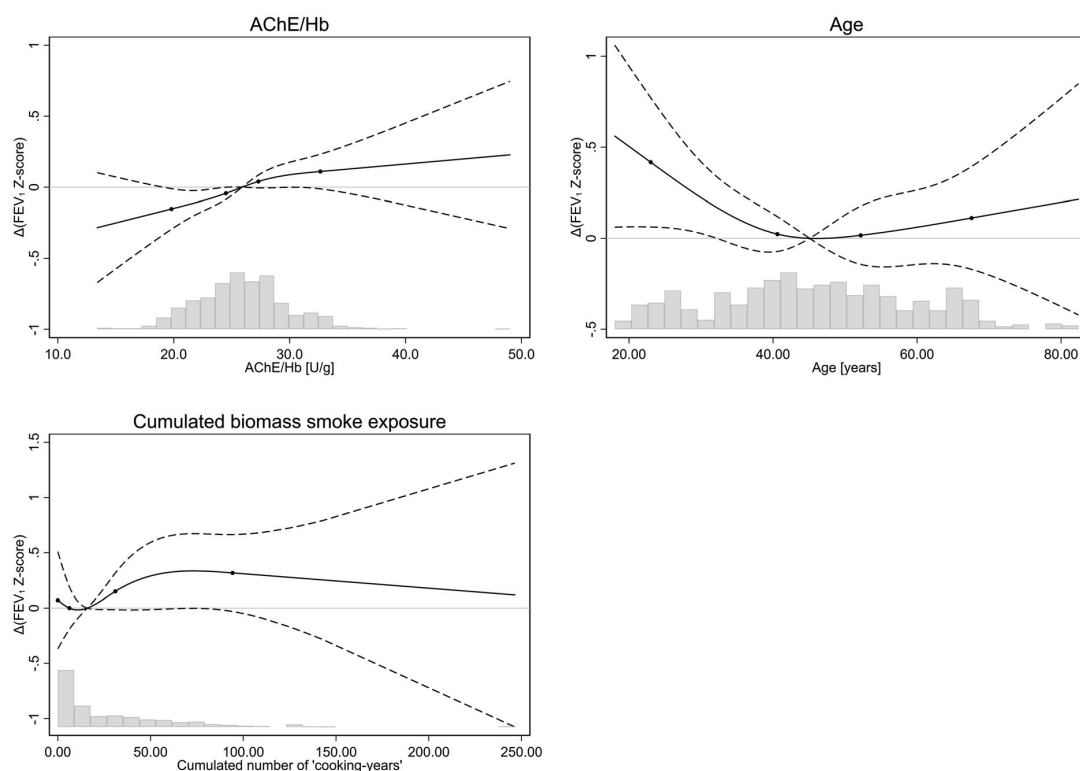 AChE/Hb
Δ(FEV₁ Z-score)
1
.5
0
-.5
-1
10.0 20.0 30.0 40.0 50.0
AChE/Hb [U/g]
Age
Δ(FEV₁ Z-score)
1
.5
0
-.5
20.00 40.00 60.00 80.00
Age [years]
Cumulated biomass smoke exposure
Δ(FEV₁ Z-score)
1.5
1
.5
0
-.5
-1
0.00 50.00 100.00 150.00 200.00 250.00
Cumulated number of 'cooking-years'